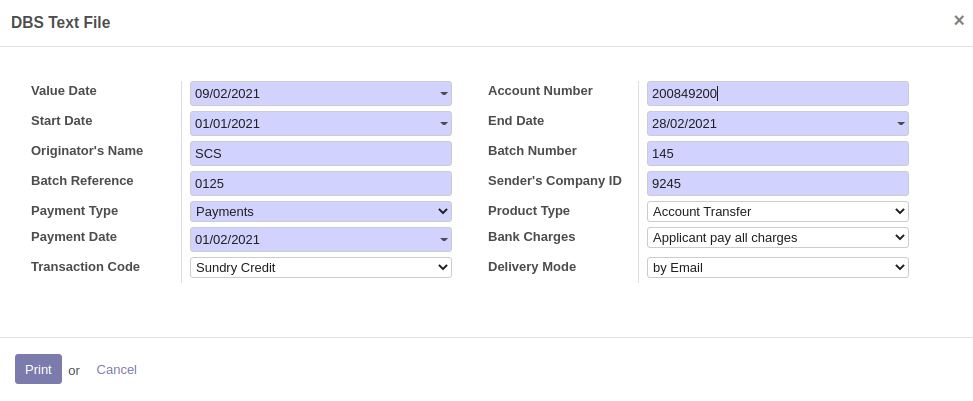 DBS Text File ×
Value Date 09/02/2021 Account Number 200849200
Start Date 01/01/2021 End Date 28/02/2021
Originator's Name SCS Batch Number 145
Batch Reference 0125 Sender's Company ID 9245
Payment Type Payments Product Type Account Transfer
Payment Date 01/02/2021 Bank Charges Applicant pay all charges
Transaction Code Sundry Credit Delivery Mode by Email
Print or Cancel